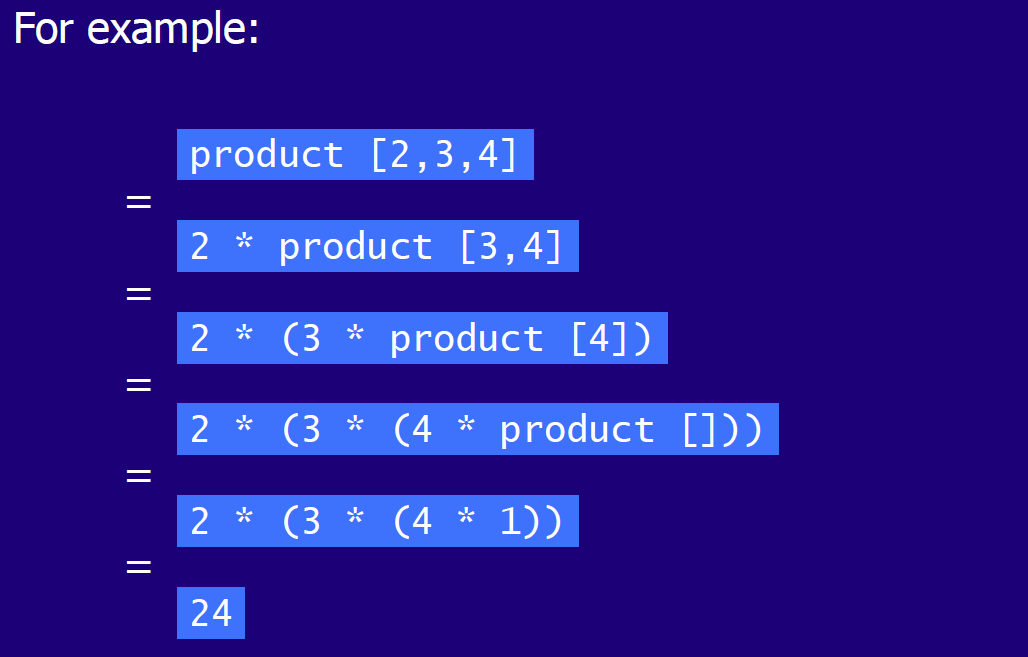 For example:
product [2,3,4]
=
2 * product [3,4]
=
2 * (3 * product [4])
=
2 * (3 * (4 * product []))
=
2 * (3 * (4 * 1))
=
24